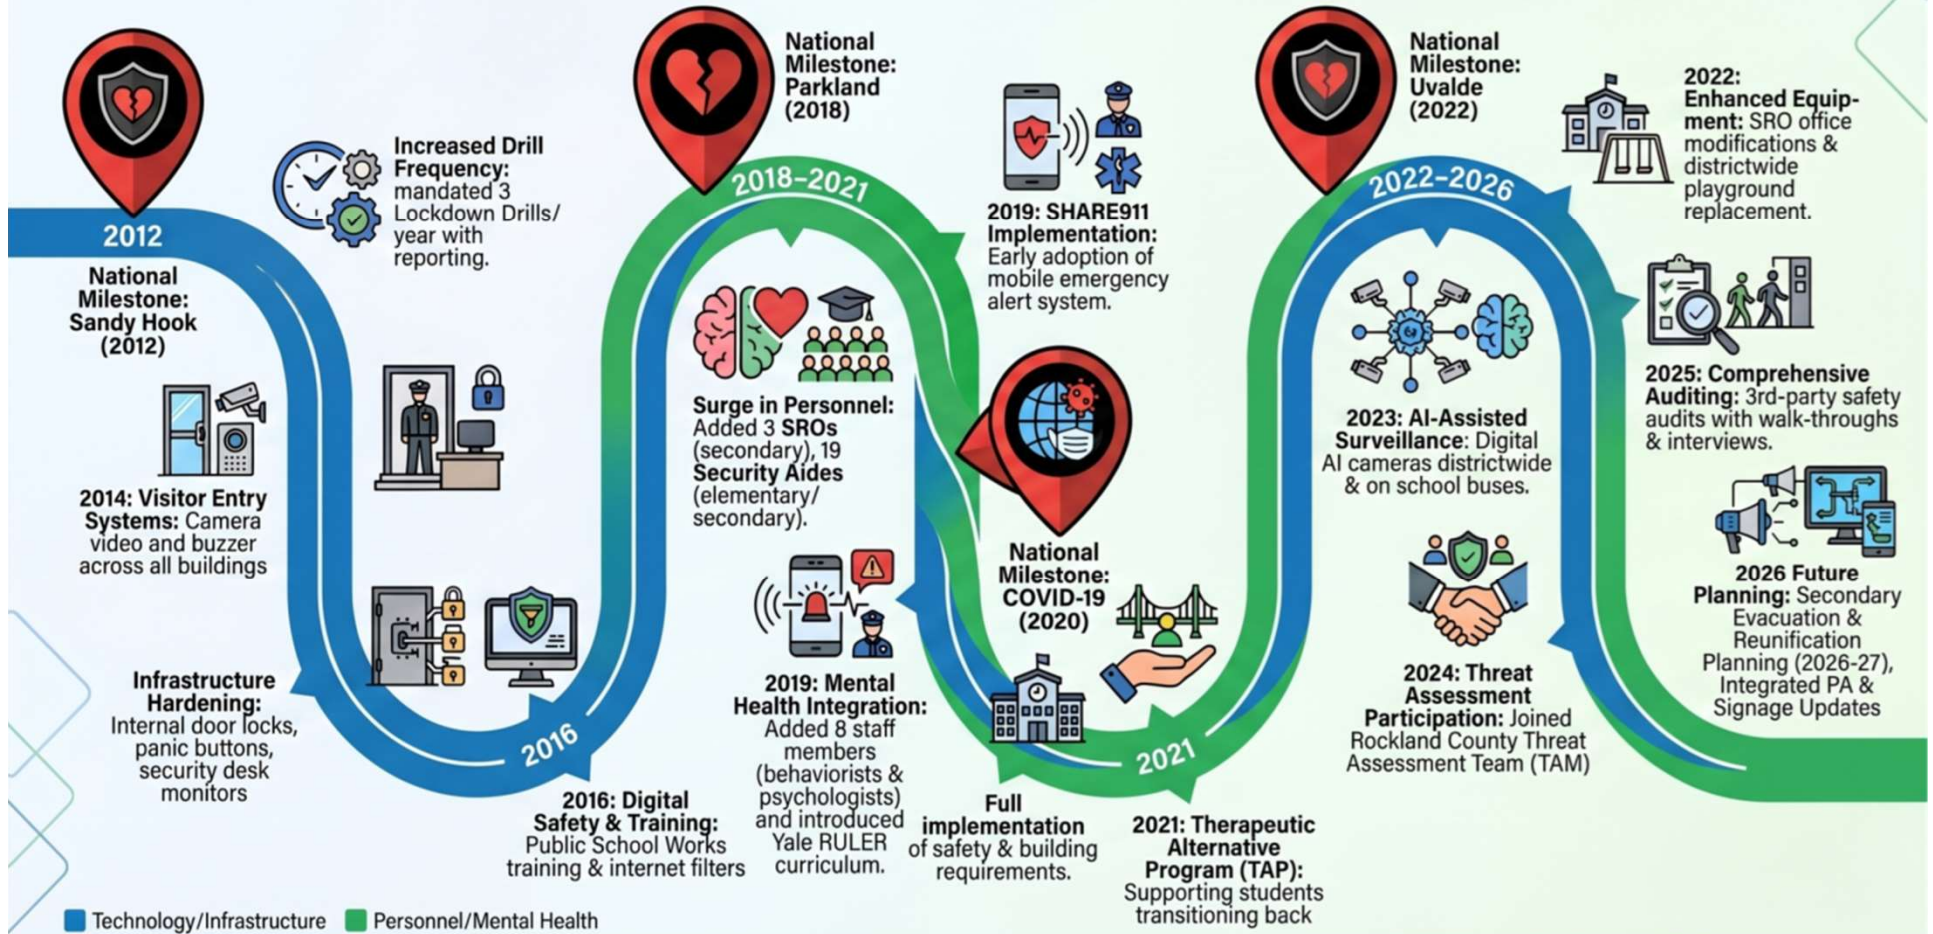 2012
National
Milestone:
Sandy Hook
(2012)
2014: Visitor Entry
Systems: Camera
video and buzzer
across all buildings
Infrastructure
Hardening:
Internal door locks,
panic buttons,
security desk
monitors
Increased Drill
Frequency:
mandated 3
Lockdown Drills/
year with
reporting.
2016
2016: Digital
Safety & Training:
Public School Works
training & internet filters
National
Milestone:
Parkland
(2018)
2018–2021
Surge in Personnel:
Added 3 SROs
(secondary), 19
Security Aides
(elementary/
secondary).
2019: Mental
Health Integration:
Added 8 staff
members
(behaviorists &
psychologists)
and introduced
Yale RULER
curriculum.
2019: SHARE911
Implementation:
Early adoption of
mobile emergency
alert system.
National
Milestone:
COVID-19
(2020)
Full
implementation
of safety & building
requirements.
2021
2021: Therapeutic
Alternative
Program (TAP):
Supporting students
transitioning back
National
Milestone:
Uvalde
(2022)
2022–2026
2022:
Enhanced Equip-
ment: SRO office
modifications &
districtwide
playground
replacement.
2023: AI-Assisted
Surveillance: Digital
AI cameras districtwide
& on school buses.
2024: Threat
Assessment
Participation: Joined
Rockland County Threat
Assessment Team (TAM)
2025: Comprehensive
Auditing: 3rd-party safety
audits with walk-throughs
& interviews.
2026 Future
Planning: Secondary
Evacuation &
Reunification
Planning (2026-27),
Integrated PA &
Signage Updates
Technology/Infrastructure
Personnel/Mental Health